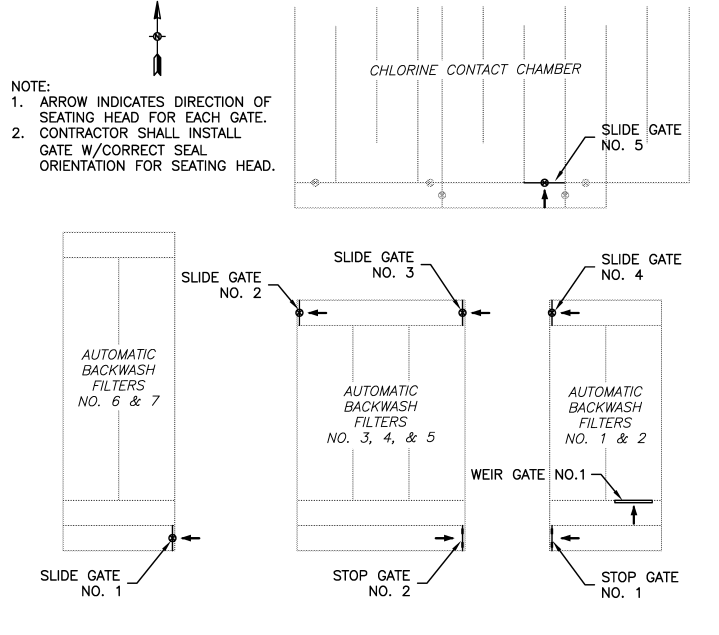 NOTE:
1. ARROW INDICATES DIRECTION OF
SEATING HEAD FOR EACH GATE.
2. CONTRACTOR SHALL INSTALL
GATE W/CORRECT SEAL
ORIENTATION FOR SEATING HEAD.
CHLORINE CONTACT CHAMBER
SLIDE GATE
NO. 5
SLIDE GATE
NO. 2
SLIDE GATE
NO. 3
SLIDE GATE
NO. 4
AUTOMATIC
BACKWASH
FILTERS
NO. 6 & 7
AUTOMATIC
BACKWASH
FILTERS
NO. 3, 4, & 5
AUTOMATIC
BACKWASH
FILTERS
NO. 1 & 2
WEIR GATE NO.1
SLIDE GATE
NO. 1
STOP GATE
NO. 2
STOP GATE
NO. 1